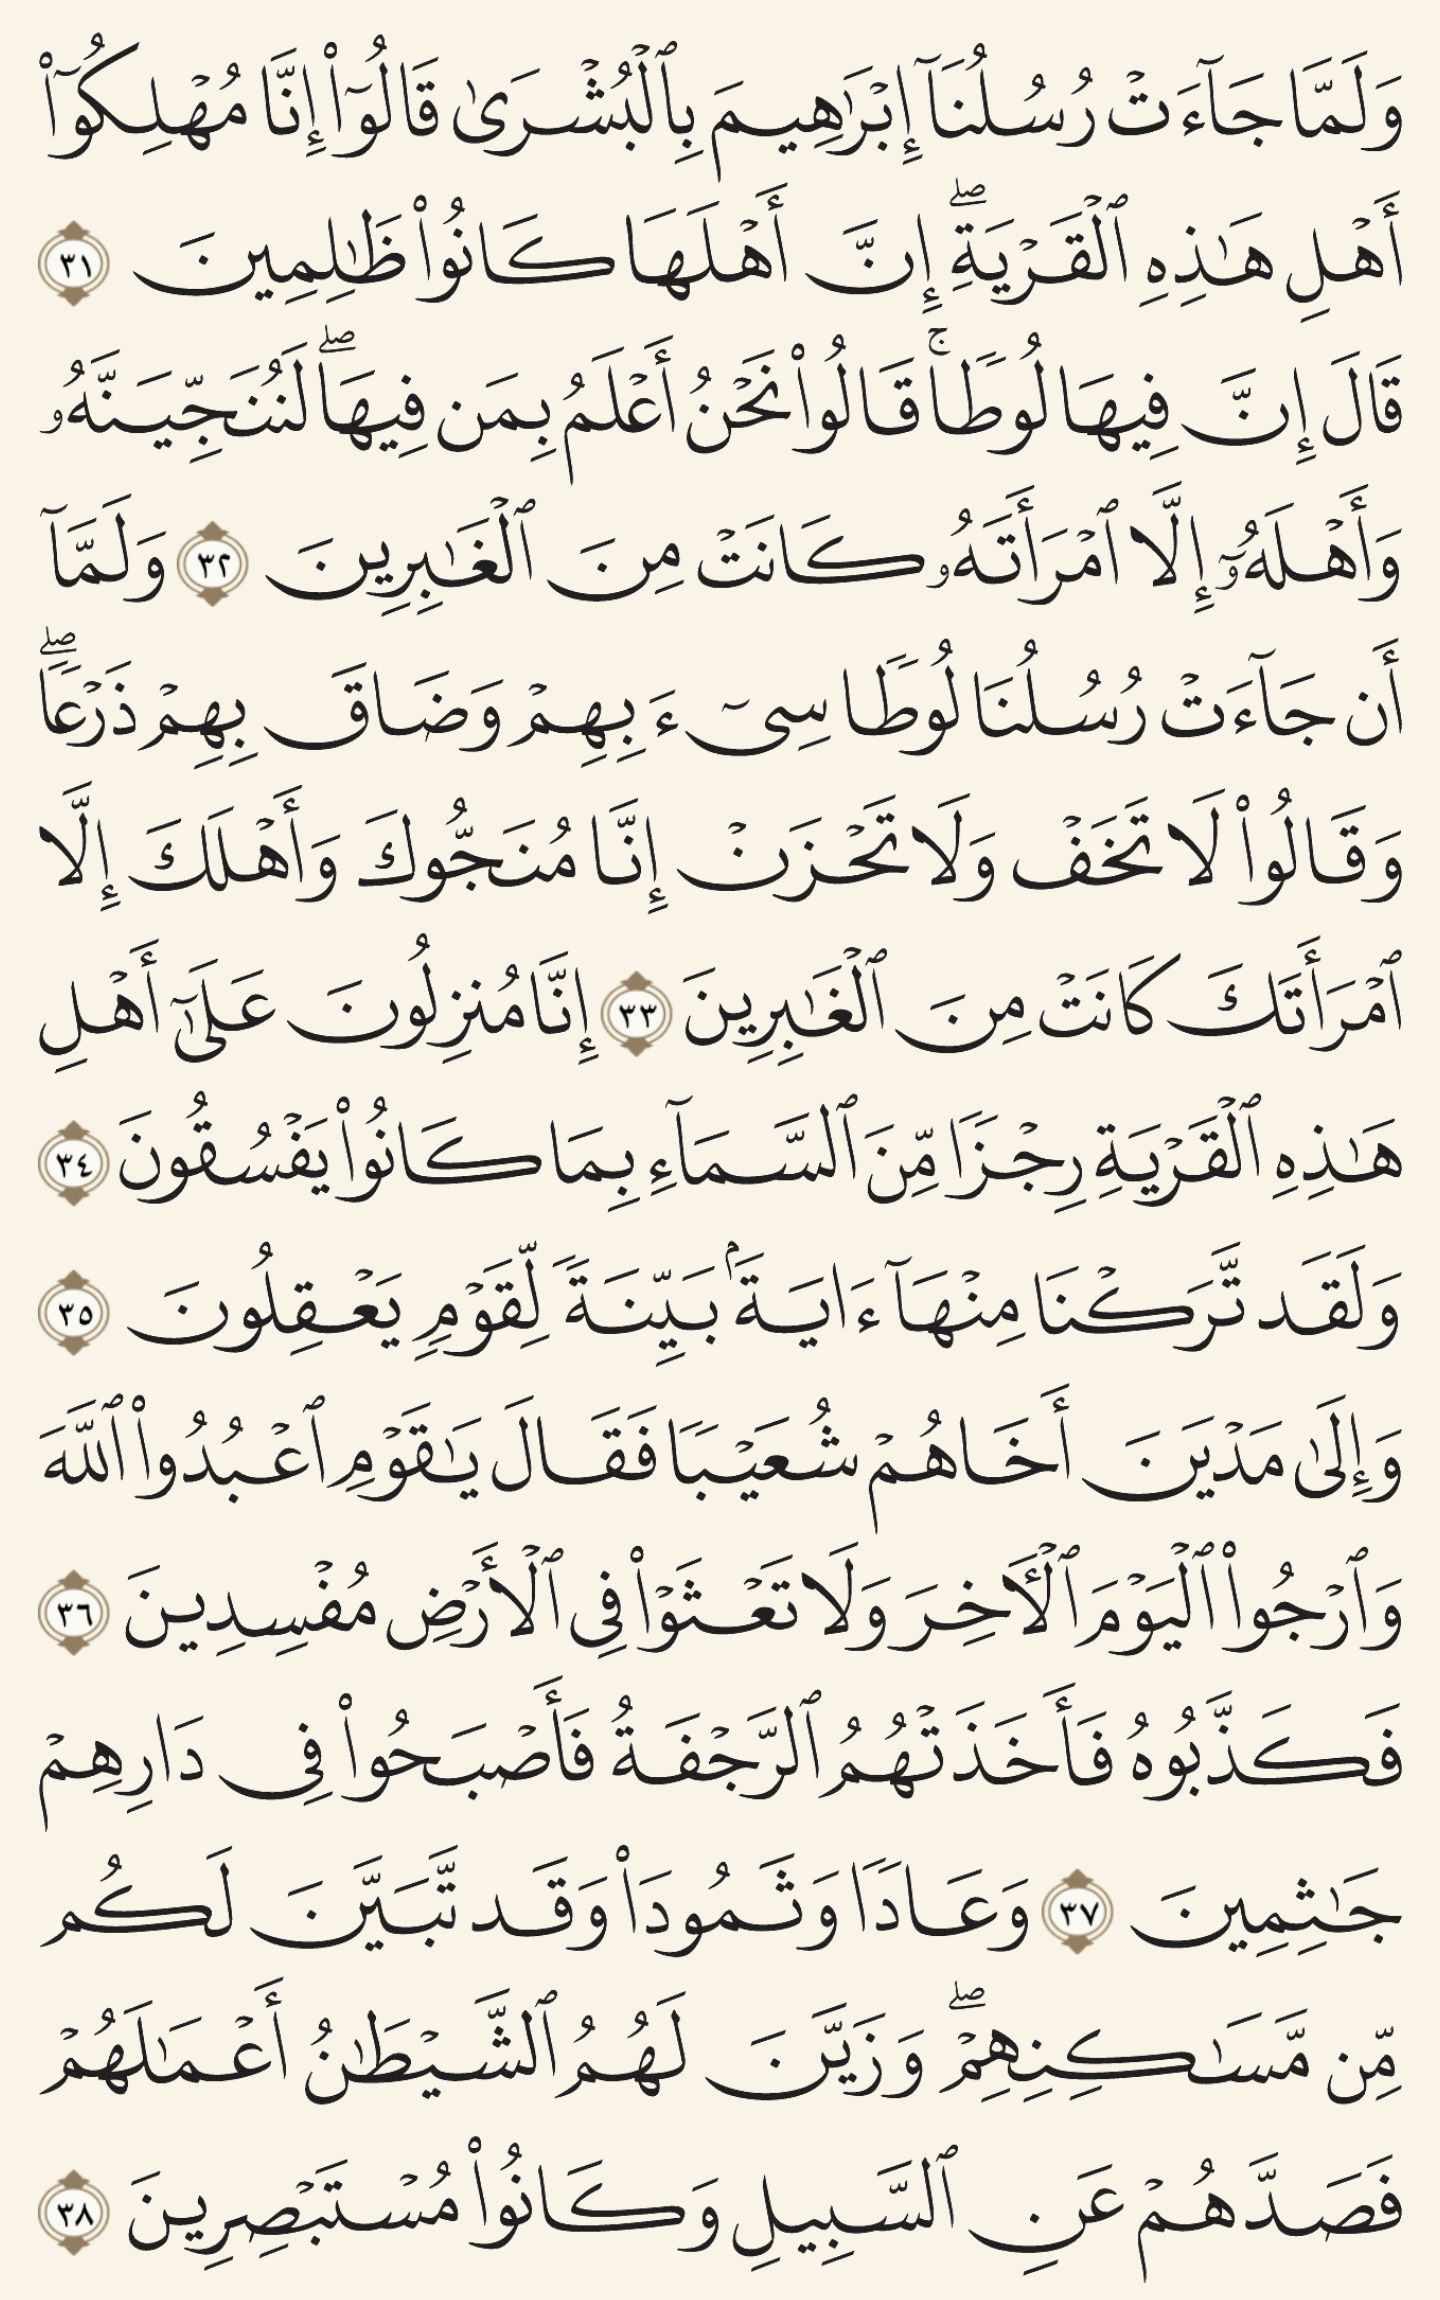 وَلَمَّا جَآءَتْ رُسُلُنَآ إِبْرَٰهِيمَ بِٱلْبُشْرَىٰ قَالُوٓا۟ إِنَّا مُهْلِكُوٓا۟
أَهْلِ هَٰذِهِ ٱلْقَرْيَةِ ۖ إِنَّ أَهْلَهَا كَانُوا۟ ظَٰلِمِينَ ٣١
قَالَ إِنَّ فِيهَا لُوطًا ۚ قَالُوا۟ نَحْنُ أَعْلَمُ بِمَن فِيهَا ۖ لَنُنَجِّيَنَّهُۥ
وَأَهْلَهُۥٓ إِلَّا ٱمْرَأَتَهُۥ كَانَتْ مِنَ ٱلْغَٰبِرِينَ ٣٢ وَلَمَّآ
أَن جَآءَتْ رُسُلُنَا لُوطًا سِىٓءَ بِهِمْ وَضَاقَ بِهِمْ ذَرْعًا ۖ
وَقَالُوا۟ لَا تَخَفْ وَلَا تَحْزَنْ إِنَّا مُنَجُّوكَ وَأَهْلَكَ إِلَّا
ٱمْرَأَتَكَ كَانَتْ مِنَ ٱلْغَٰبِرِينَ ٣٣ إِنَّا مُنزِلُونَ عَلَىٰٓ أَهْلِ
هَٰذِهِ ٱلْقَرْيَةِ رِجْزًا مِّنَ ٱلسَّمَآءِ بِمَا كَانُوا۟ يَفْسُقُونَ ٣٤
وَلَقَد تَّرَكْنَا مِنْهَآ ءَايَةًۢ بَيِّنَةً لِّقَوْمٍ يَعْقِلُونَ ٣٥
وَإِلَىٰ مَدْيَنَ أَخَاهُمْ شُعَيْبًا فَقَالَ يَٰقَوْمِ ٱعْبُدُوا۟ ٱللَّهَ
وَٱرْجُوا۟ ٱلْيَوْمَ ٱلْـَٔاخِرَ وَلَا تَعْثَوْا۟ فِى ٱلْأَرْضِ مُفْسِدِينَ ٣٦
فَكَذَّبُوهُ فَأَخَذَتْهُمُ ٱلرَّجْفَةُ فَأَصْبَحُوا۟ فِى دَارِهِمْ
جَٰثِمِينَ ٣٧ وَعَادًا وَثَمُودَا۟ وَقَد تَّبَيَّنَ لَكُم
مِّن مَّسَٰكِنِهِمْ ۖ وَزَيَّنَ لَهُمُ ٱلشَّيْطَٰنُ أَعْمَٰلَهُمْ
فَصَدَّهُمْ عَنِ ٱلسَّبِيلِ وَكَانُوا۟ مُسْتَبْصِرِينَ ٣٨